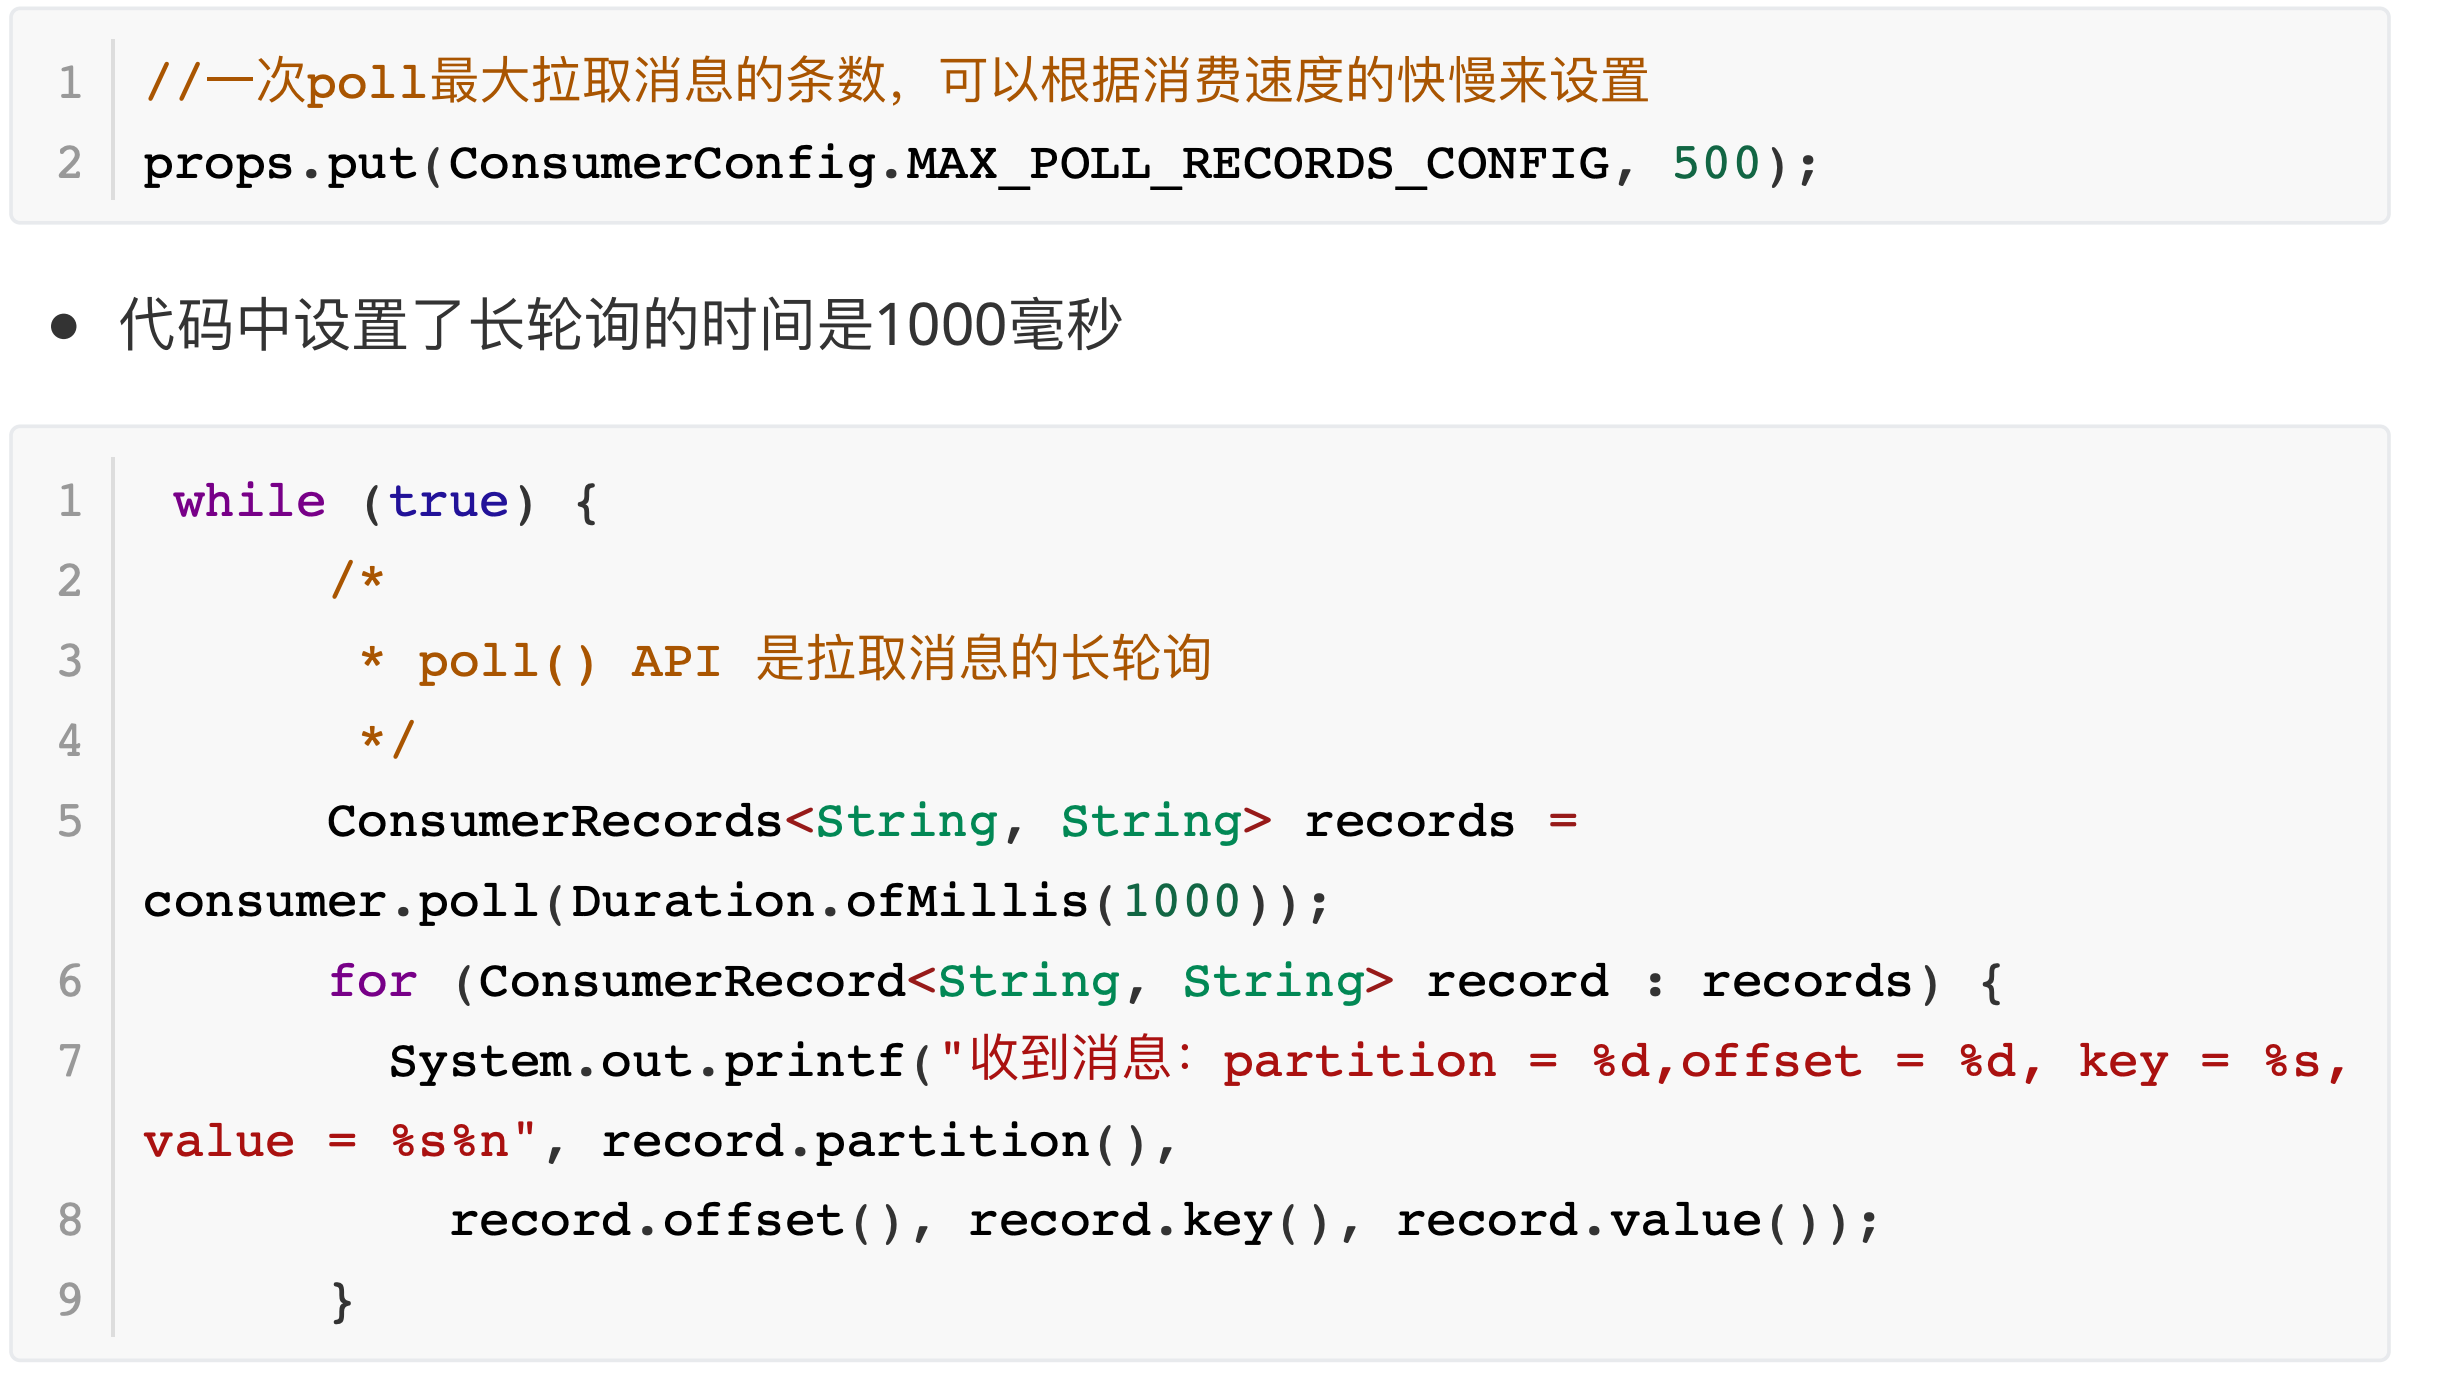 1 //一次poll最大拉取消息的条数，可以根据消费速度的快慢来设置
2 props.put(ConsumerConfig.MAX_POLL_RECORDS_CONFIG, 500);
● 代码中设置了长轮询的时间是1000毫秒
1 while (true) {
2 /*
3 * poll() API 是拉取消息的长轮询
4 */
5 ConsumerRecords<String, String> records =
consumer.poll(Duration.ofMillis(1000));
6 for (ConsumerRecord<String, String> record : records) {
7 System.out.printf("收到消息：partition = %d,offset = %d, key = %s,
value = %s%n", record.partition(),
8 record.offset(), record.key(), record.value());
9 }